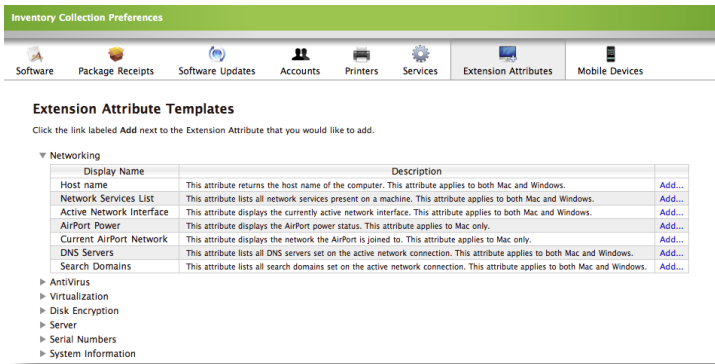 Inventory Collection Preferences
Software Package Receipts Software Updates Accounts Printers Services Extension Attributes Mobile Devices
Extension Attribute Templates
Click the link labeled Add next to the Extension Attribute that you would like to add.
Networking
Display Name Description
Host name This attribute returns the host name of the computer. This attribute applies to both Mac and Windows. Add...
Network Services List This attribute lists all network services present on a machine. This attribute applies to both Mac and Windows. Add...
Active Network Interface This attribute displays the currently active network interface. This attribute applies to both Mac and Windows. Add...
AirPort Power This attribute displays the AirPort power status. This attribute applies to Mac only. Add...
Current AirPort Network This attribute displays the network the AirPort is joined to. This attribute applies to Mac only. Add...
DNS Servers This attribute lists all DNS servers set on the active network connection. This attribute applies to both Mac and Windows. Add...
Search Domains This attribute lists all search domains set on the active network connection. This attribute applies to both Mac and Windows. Add...
AntiVirus
Virtualization
Disk Encryption
Server
Serial Numbers
System Information